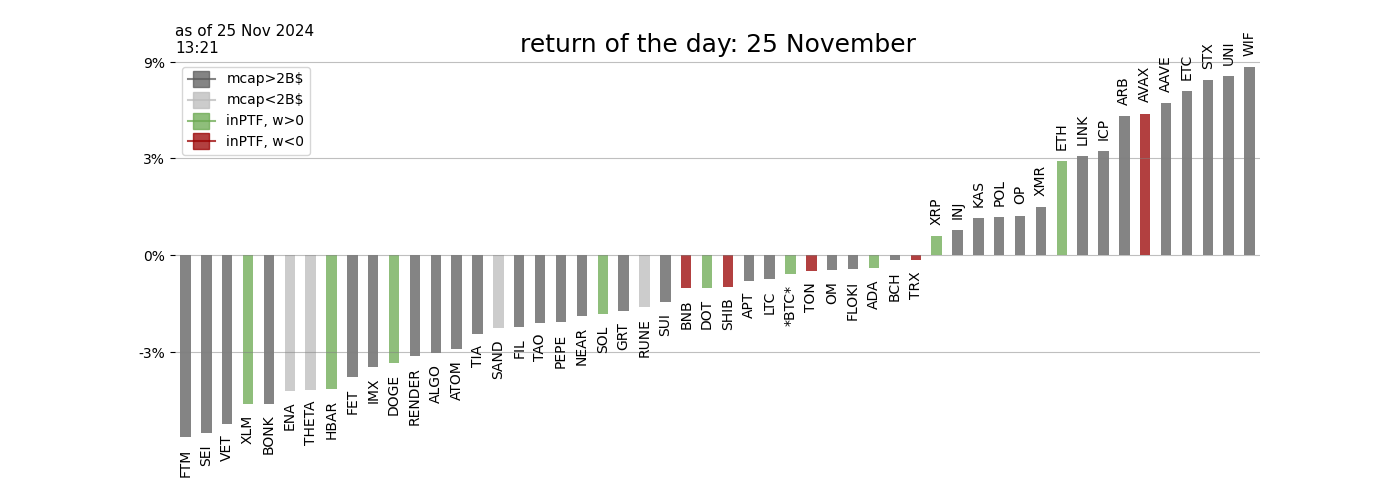 as of 25 Nov 2024
13:21
return of the day: 25 November
9%
3%
0%
-3%
mcap>2B$
mcap<2B$
inPTF, w>0
inPTF, w<0
FTM
SEI
VET
XLM
BONK
ENA
THETA
HBAR
FET
IMX
DOGE
RENDER
ALGO
ATOM
TIA
SAND
FIL
TAO
PEPE
NEAR
SOL
GRT
RUNE
SUI
BNB
DOT
SHIB
APT
LTC
*BTC*
TON
OM
FLOKI
ADA
BCH
TRX
XRP
INJ
KAS
POL
OP
XMR
ETH
LINK
ICP
ARB
AVAX
AAVE
ETC
STX
UNI
WIF